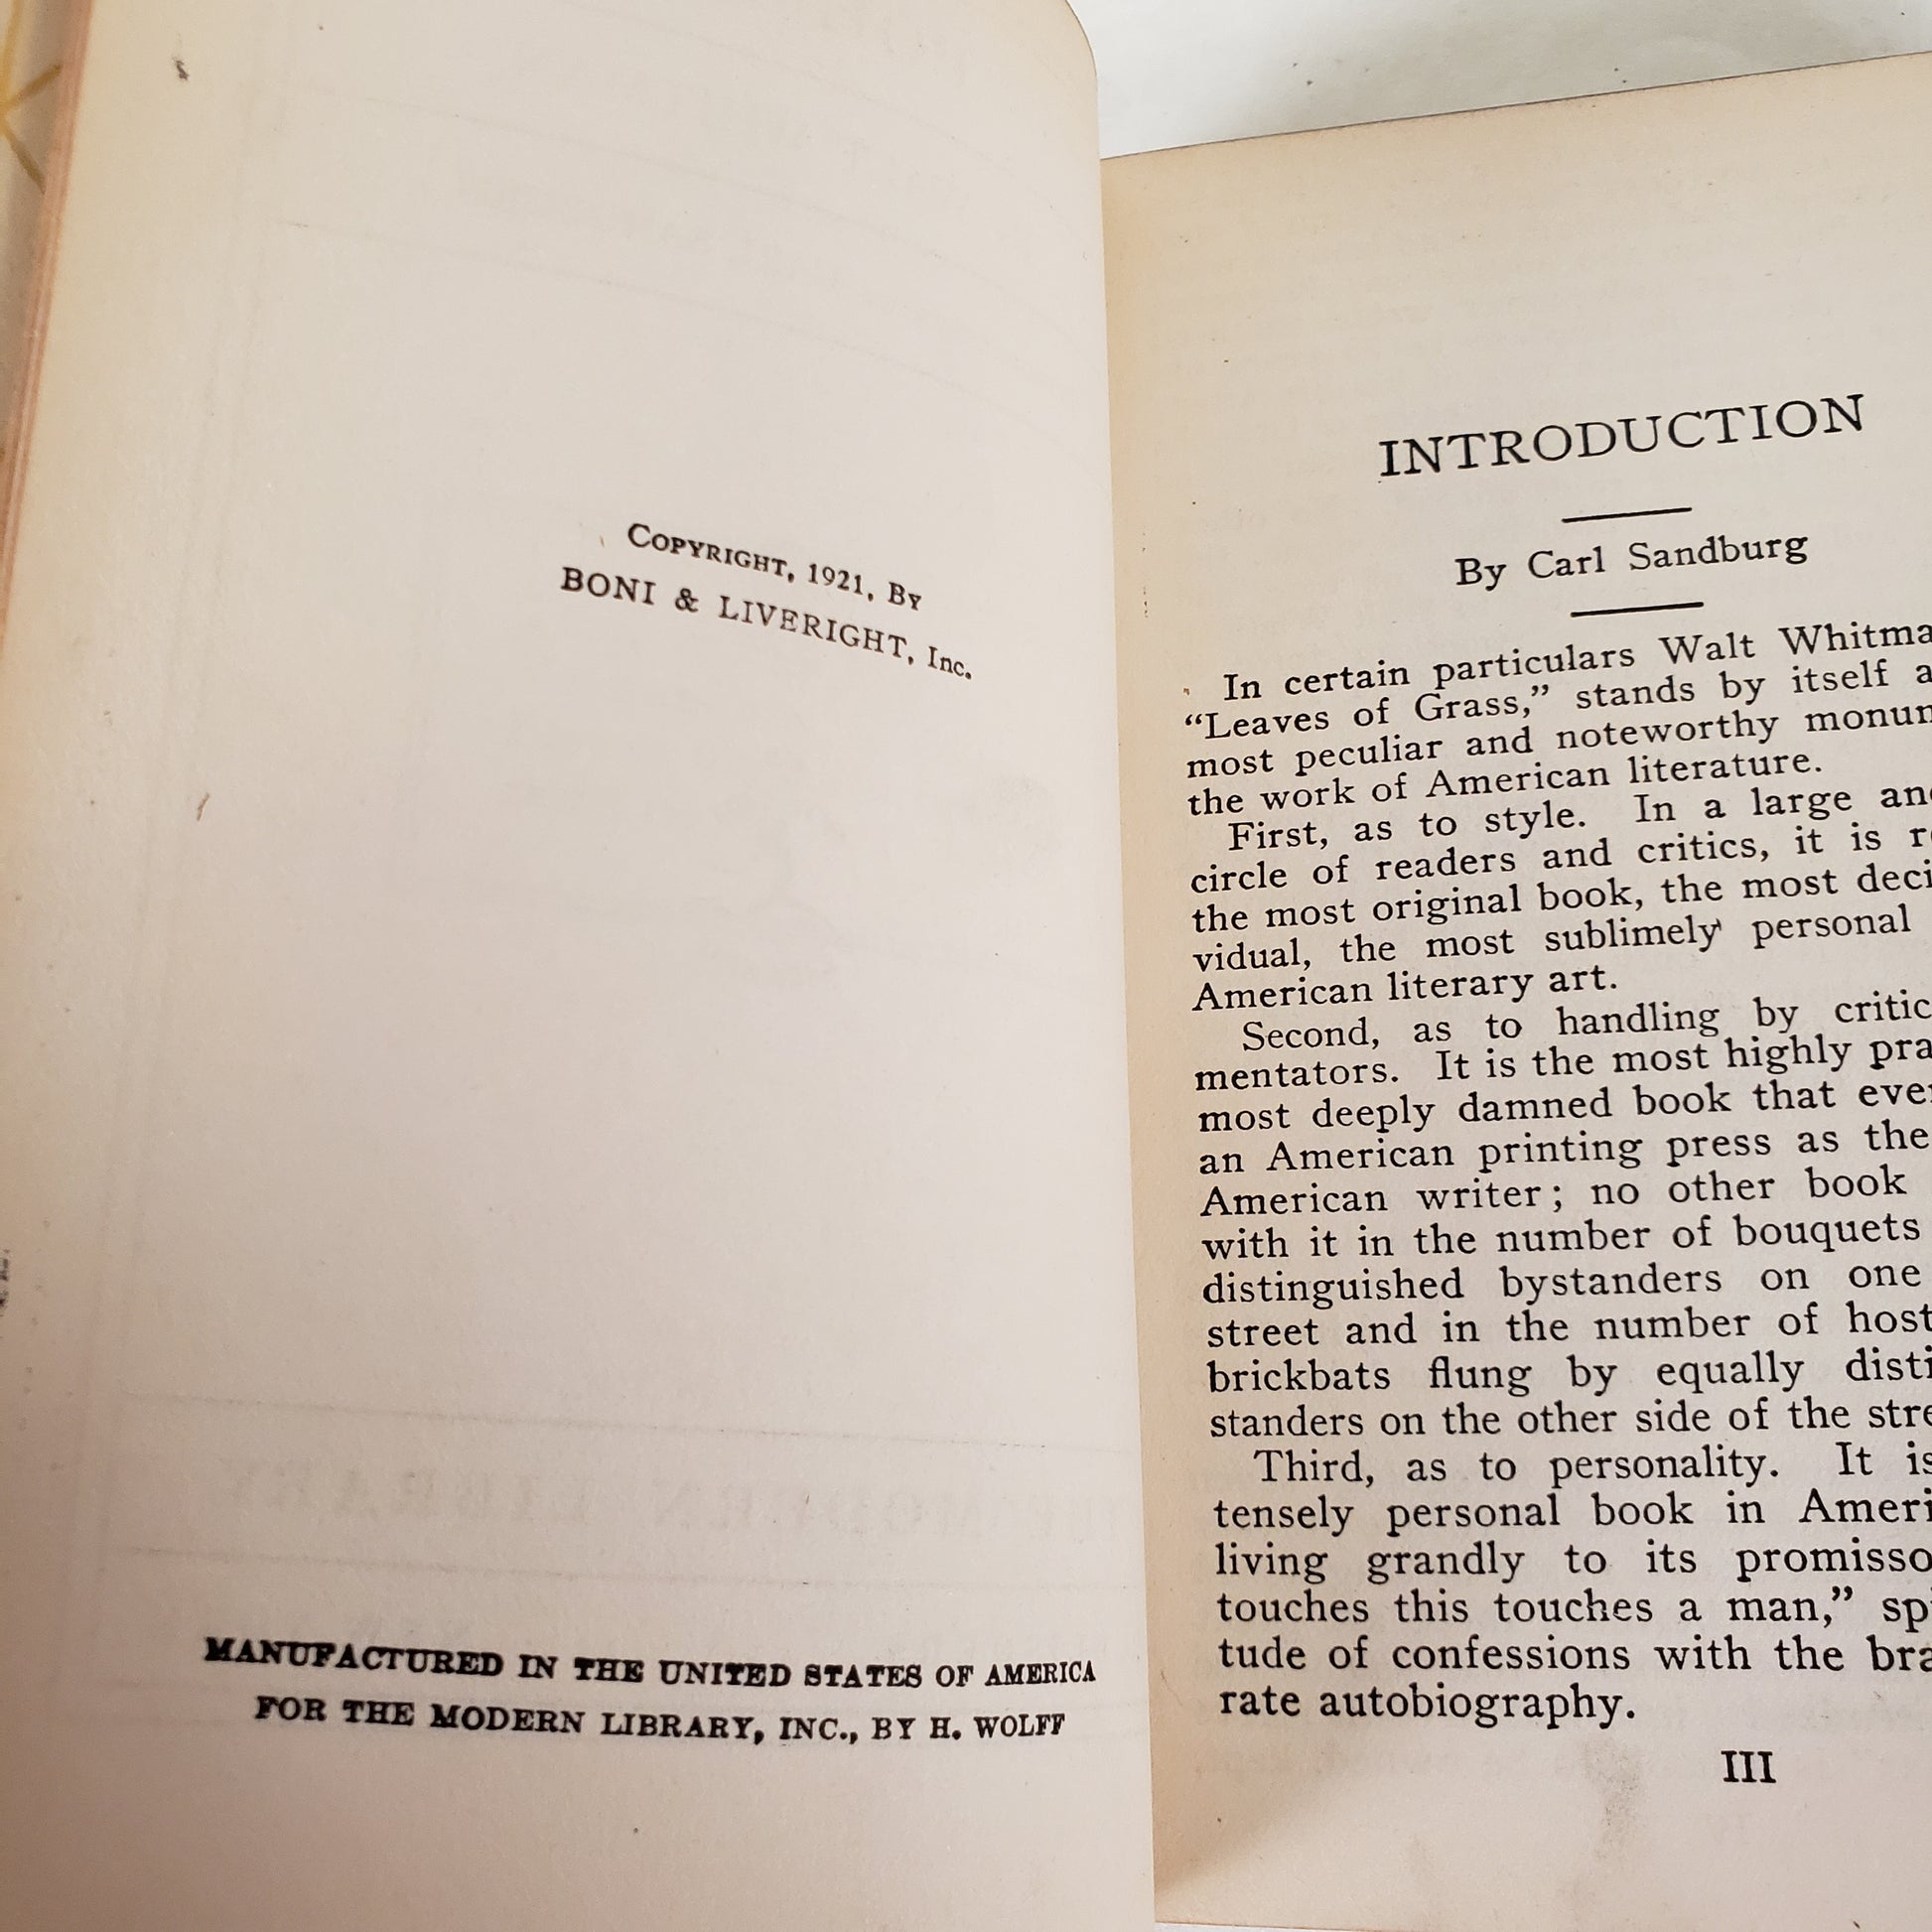 COPYRIGHT, 1921, BY
BONI & LIVERIGHT, Inc.
MANUFACTURED IN THE UNITED STATES OF AMERICA
FOR THE MODERN LIBRARY, INC., BY H. WOLFF
INTRODUCTION
By Carl Sandburg
In certain particulars Walt Whitma
“Leaves of Grass,” stands by itself a
most peculiar and noteworthy monu
the work of American literature.
First, as to style. In a large an
circle of readers and critics, it is r
the most original book, the most deci
vidual, the most sublimely personal
American literary art.
Second, as to handling by critic
mentators. It is the most highly pra
most deeply damned book that eve
an American printing press as the
American writer; no other book
with it in the number of bouquets
distinguished bystanders on one
street and in the number of host
brickbats flung by equally disti
standers on the other side of the stre
Third, as to personality. It is
tensely personal book in Ameri
living grandly to its promisso
touches this touches a man,” sp
tude of confessions with the bra
rate autobiography.
III